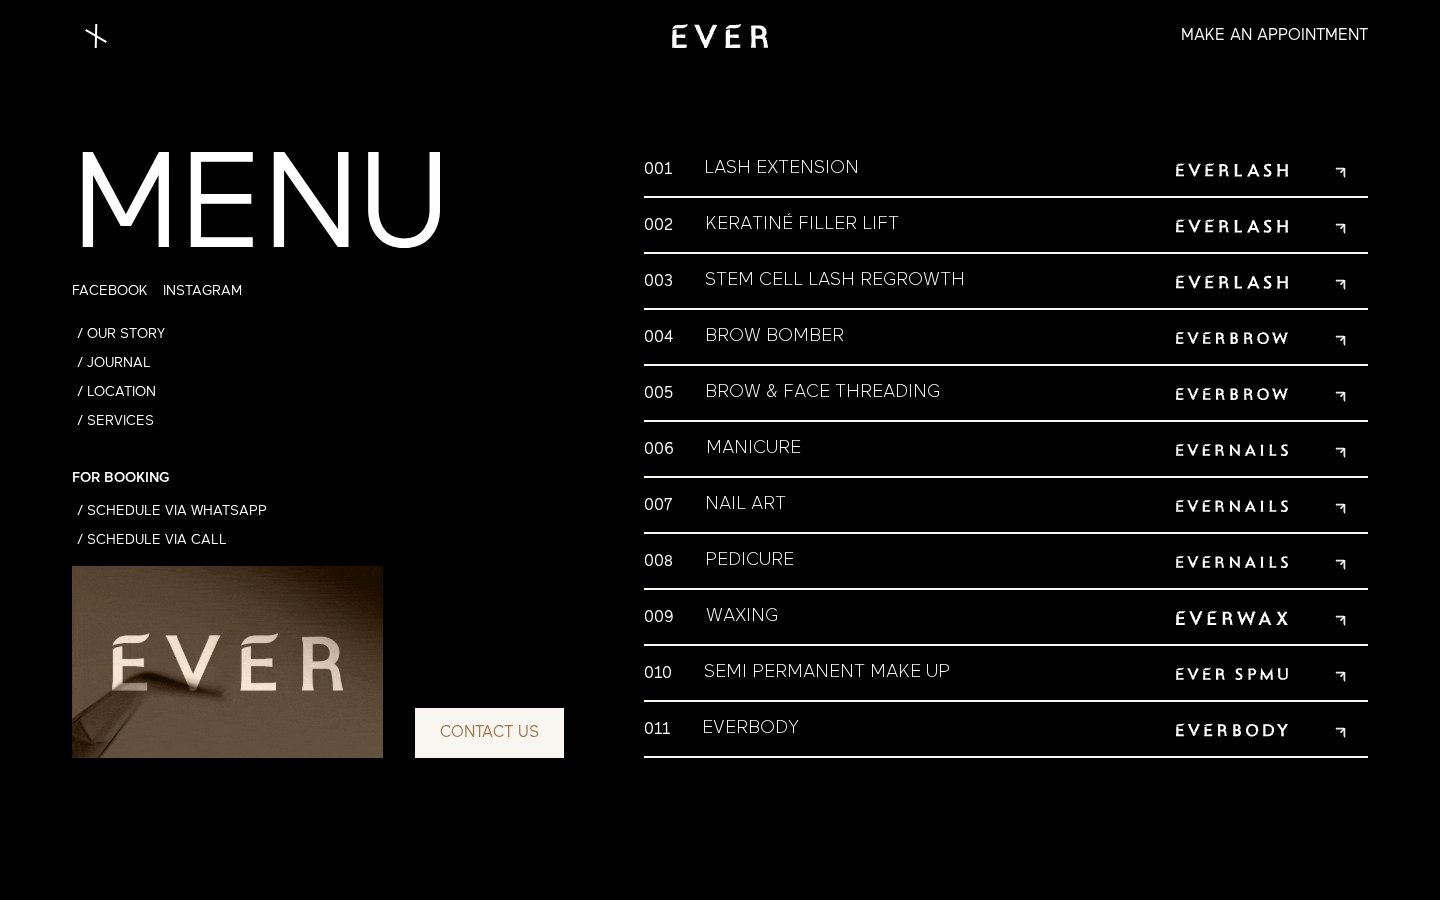 EVER
MAKE AN APPOINTMENT
MENU
FACEBOOK INSTAGRAM
/ OUR STORY
/ JOURNAL
/ LOCATION
/ SERVICES
FOR BOOKING
/ SCHEDULE VIA WHATSAPP
/ SCHEDULE VIA CALL
EVER
CONTACT US
001 LASH EXTENSION EVERLASH
002 KERATINÉ FILLER LIFT EVERLASH
003 STEM CELL LASH REGROWTH EVERLASH
004 BROW BOMBER EVERBROW
005 BROW & FACE THREADING EVERBROW
006 MANICURE EVERNAILS
007 NAIL ART EVERNAILS
008 PEDICURE EVERNAILS
009 WAXING EVERWAX
010 SEMI PERMANENT MAKE UP EVER SPMU
011 EVERBODY EVERBODY